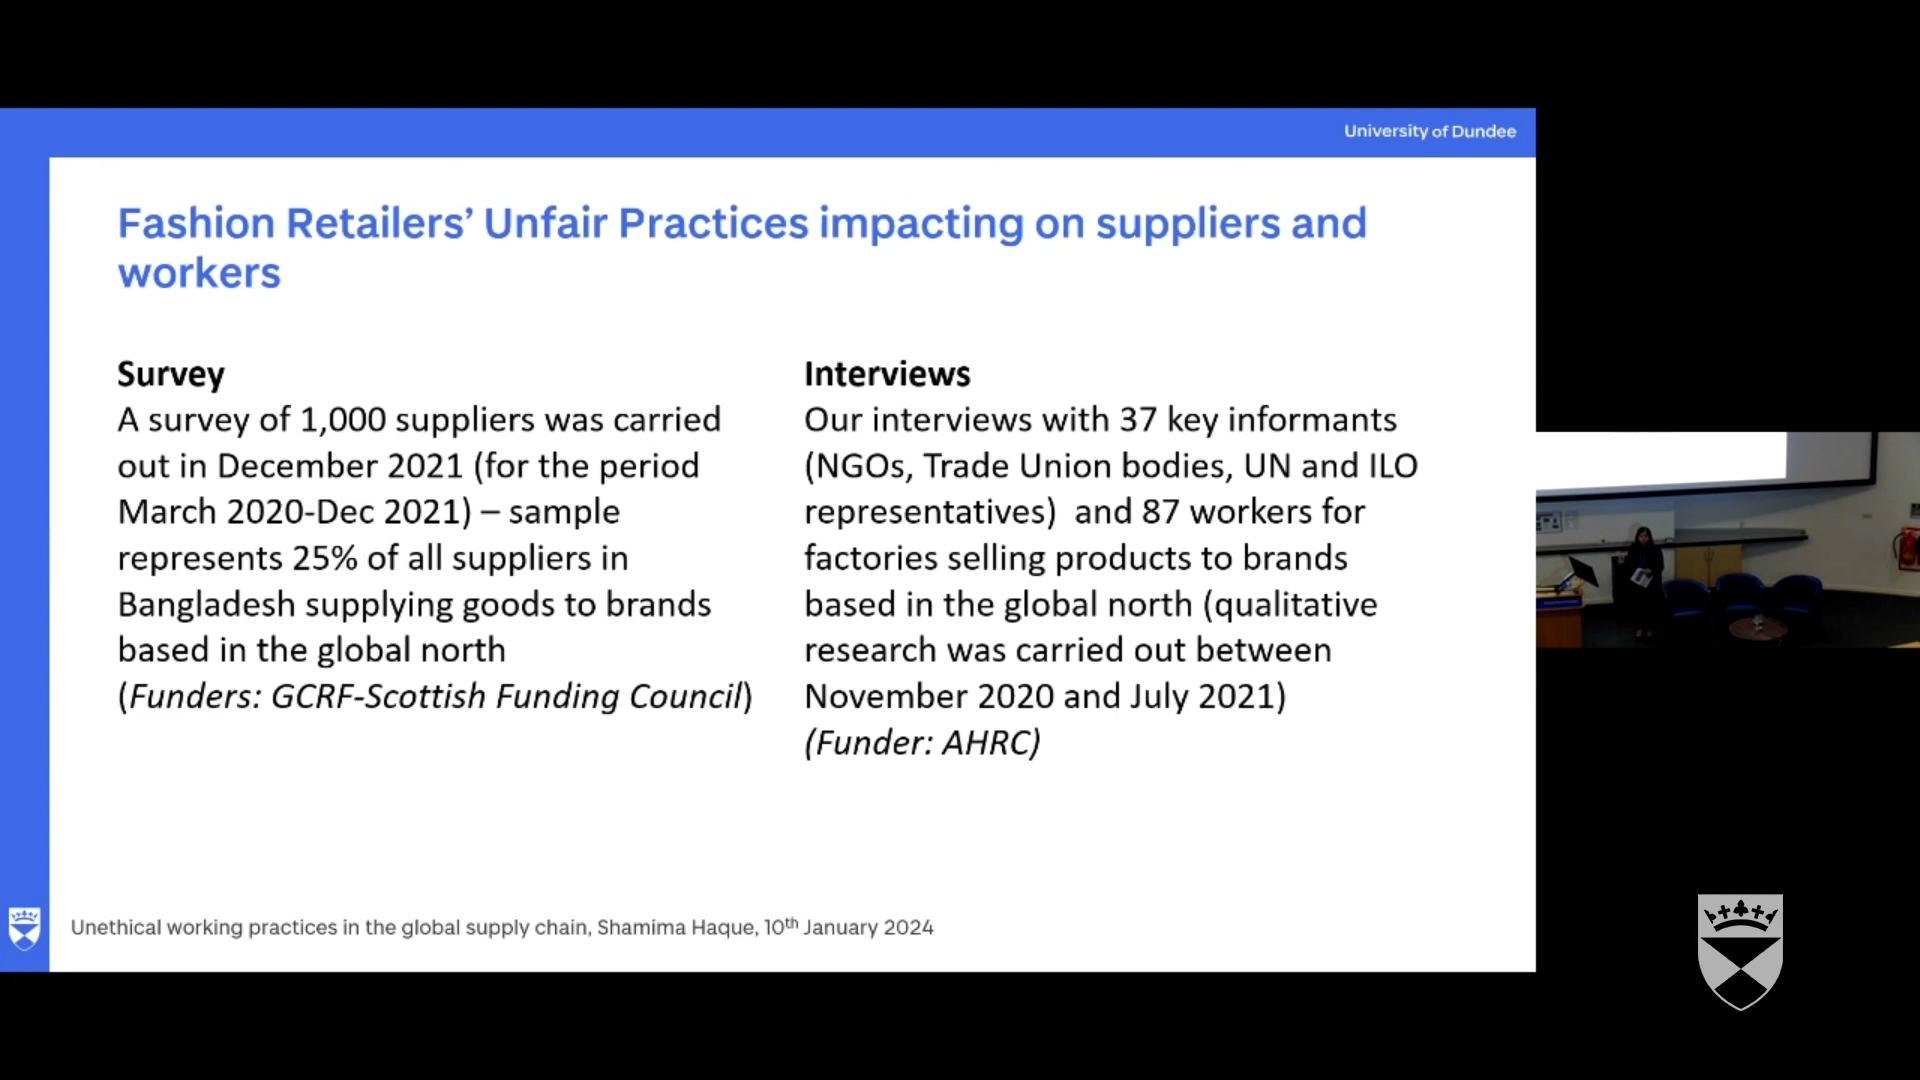 University of Dundee
Fashion Retailers’ Unfair Practices impacting on suppliers and
workers
Survey
A survey of 1,000 suppliers was carried
out in December 2021 (for the period
March 2020-Dec 2021) – sample
represents 25% of all suppliers in
Bangladesh supplying goods to brands
based in the global north
(Funders: GCRF-Scottish Funding Council)
Interviews
Our interviews with 37 key informants
(NGOs, Trade Union bodies, UN and ILO
representatives)  and 87 workers for
factories selling products to brands
based in the global north (qualitative
research was carried out between
November 2020 and July 2021)
(Funder: AHRC)
Unethical working practices in the global supply chain, Shamima Haque, 10th January 2024